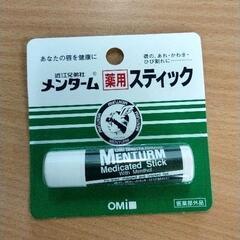 あなたの唇を健康に
唇の、あれ・かわき・
ひび割れに……
近江兄弟社
メンターム 薬用 スティック
MENTURM
Medicated Stick
With Menthol
OMI
医薬部外品